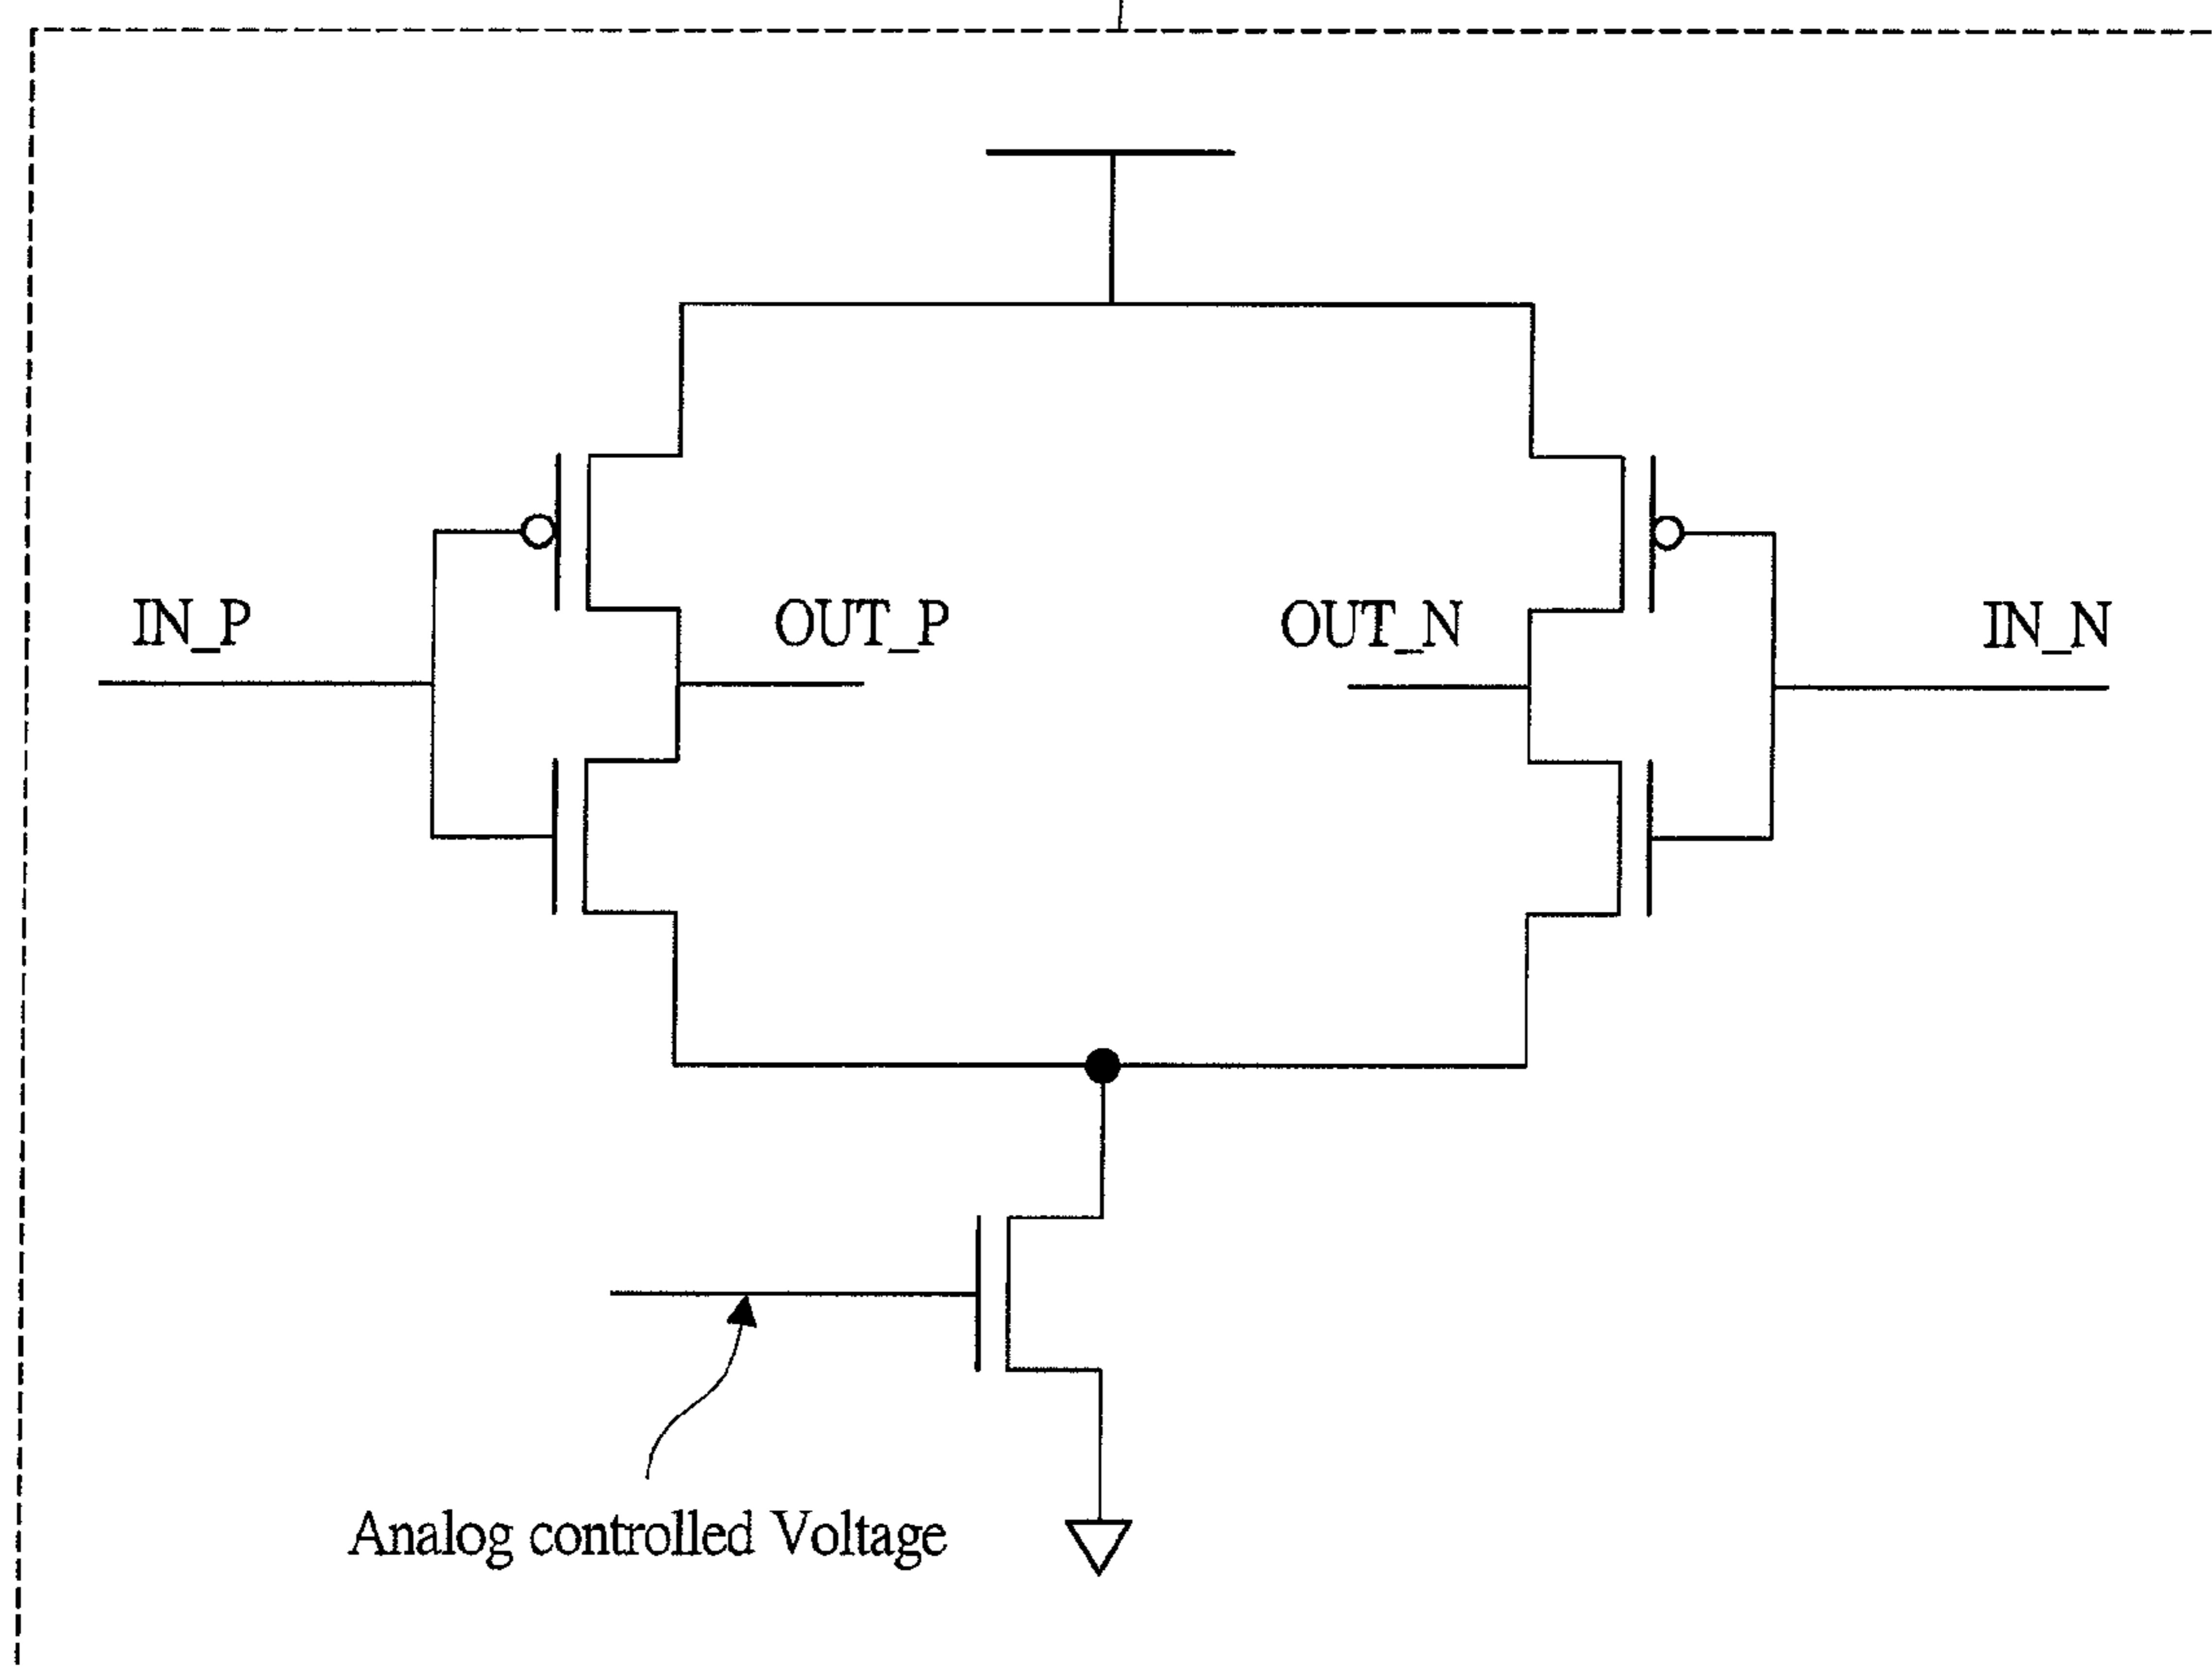 IN_P
OUT_P
OUT_N
IN_N
Analog controlled Voltage